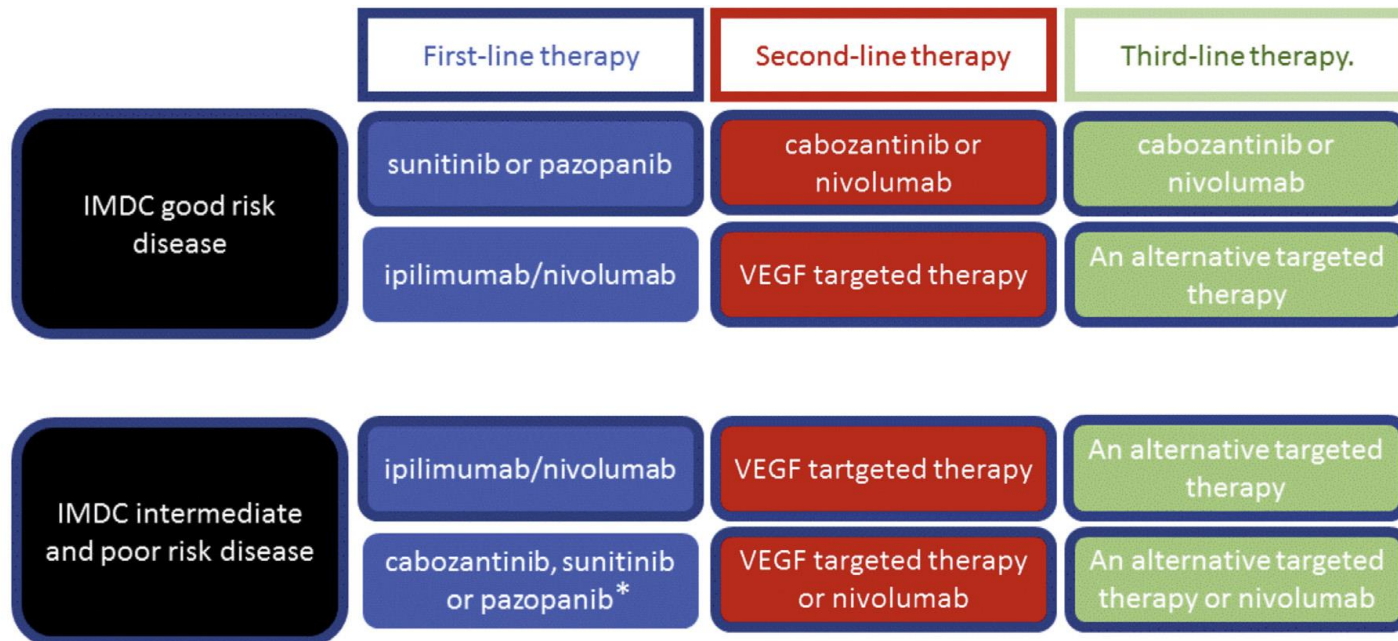 First-line therapy
Second-line therapy
Third-line therapy.
IMDC good risk
disease
sunitinib or pazopanib
cabozantinib or
nivolumab
cabozantinib or
nivolumab
ipilimumab/nivolumab
VEGF targeted therapy
An alternative targeted
therapy
IMDC intermediate
and poor risk disease
ipilimumab/nivolumab
VEGF tartgeted therapy
An alternative targeted
therapy
cabozantinib, sunitinib
or pazopanib*
VEGF targeted therapy
or nivolumab
An alternative targeted
therapy or nivolumab